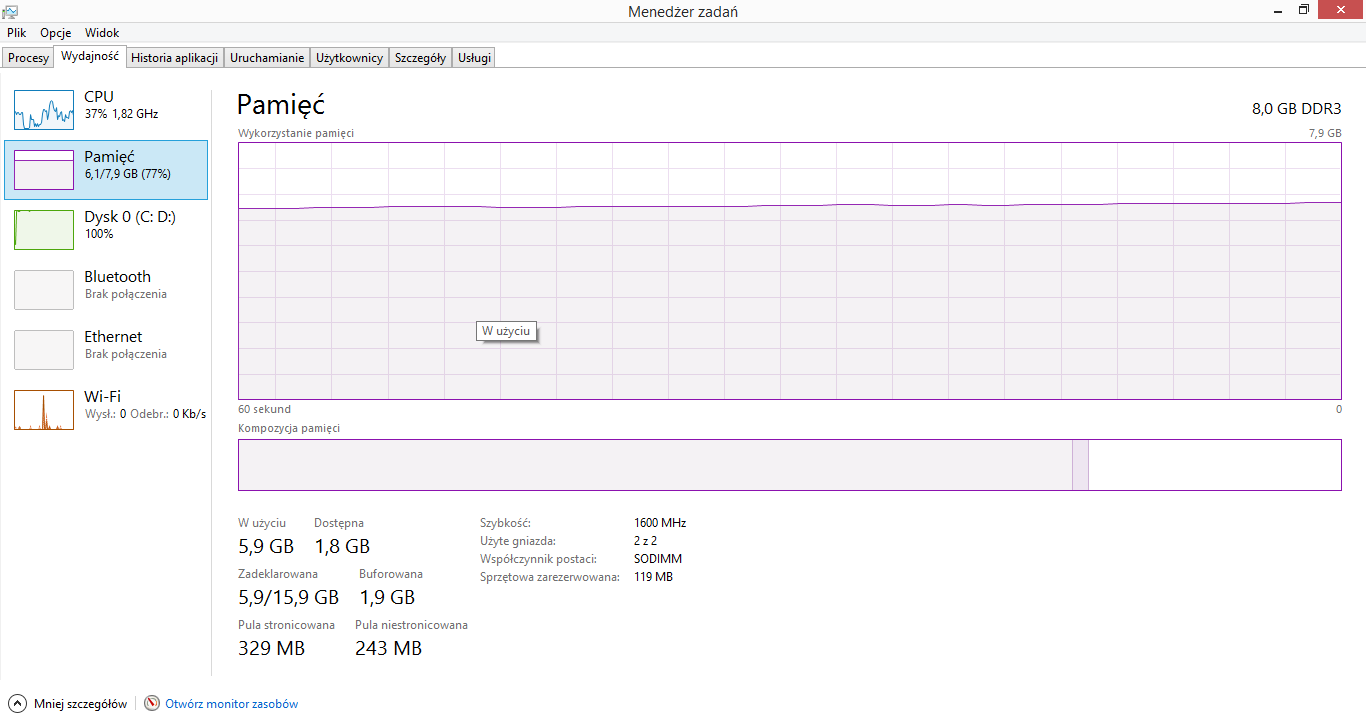 Menedżer zadań
Plik Opcje Widok
Procesy Wydajność Historia aplikacji Uruchamianie Użytkownicy Szczegóły Usługi
CPU
37% 1,82 GHz
Pamięć
6,1/7,9 GB (77%)
Dysk 0 (C: D:)
100%
Bluetooth
Brak połączenia
Ethernet
Brak połączenia
Wi-Fi
Wysł.: 0 Odebr.: 0 Kb/s
Pamięć 8,0 GB DDR3
Wykorzystanie pamięci 7,9 GB
W użyciu
60 sekund 0
Kompozycja pamięci
W użyciu Dostępna
5,9 GB 1,8 GB
Zadeklarowana Buforowana
5,9/15,9 GB 1,9 GB
Pula stronicowana Pula niestronicowana
329 MB 243 MB
Szybkość: 1600 MHz
Użyte gniazda: 2 z 2
Współczynnik postaci: SODIMM
Sprzętowa zarezerwowana: 119 MB
Mniej szczegółów Otwórz monitor zasobów